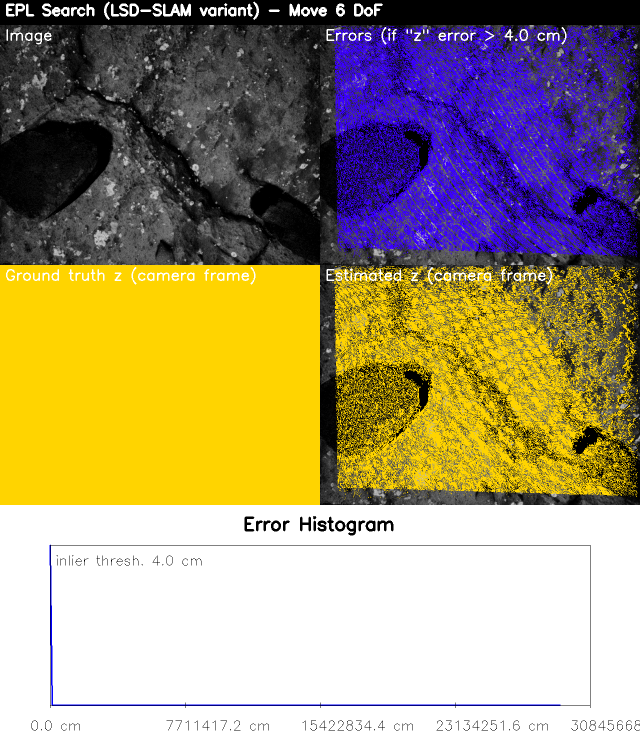 EPL Search (LSD-SLAM variant) - Move 6 DoF
Image
Errors (if "z" error > 4.0 cm)
Ground truth z (camera frame)
Estimated z (camera frame)
Error Histogram
inlier thresh. 4.0 cm
0.0 cm
7711417.2 cm
15422834.4 cm
23134251.6 cm
30845668